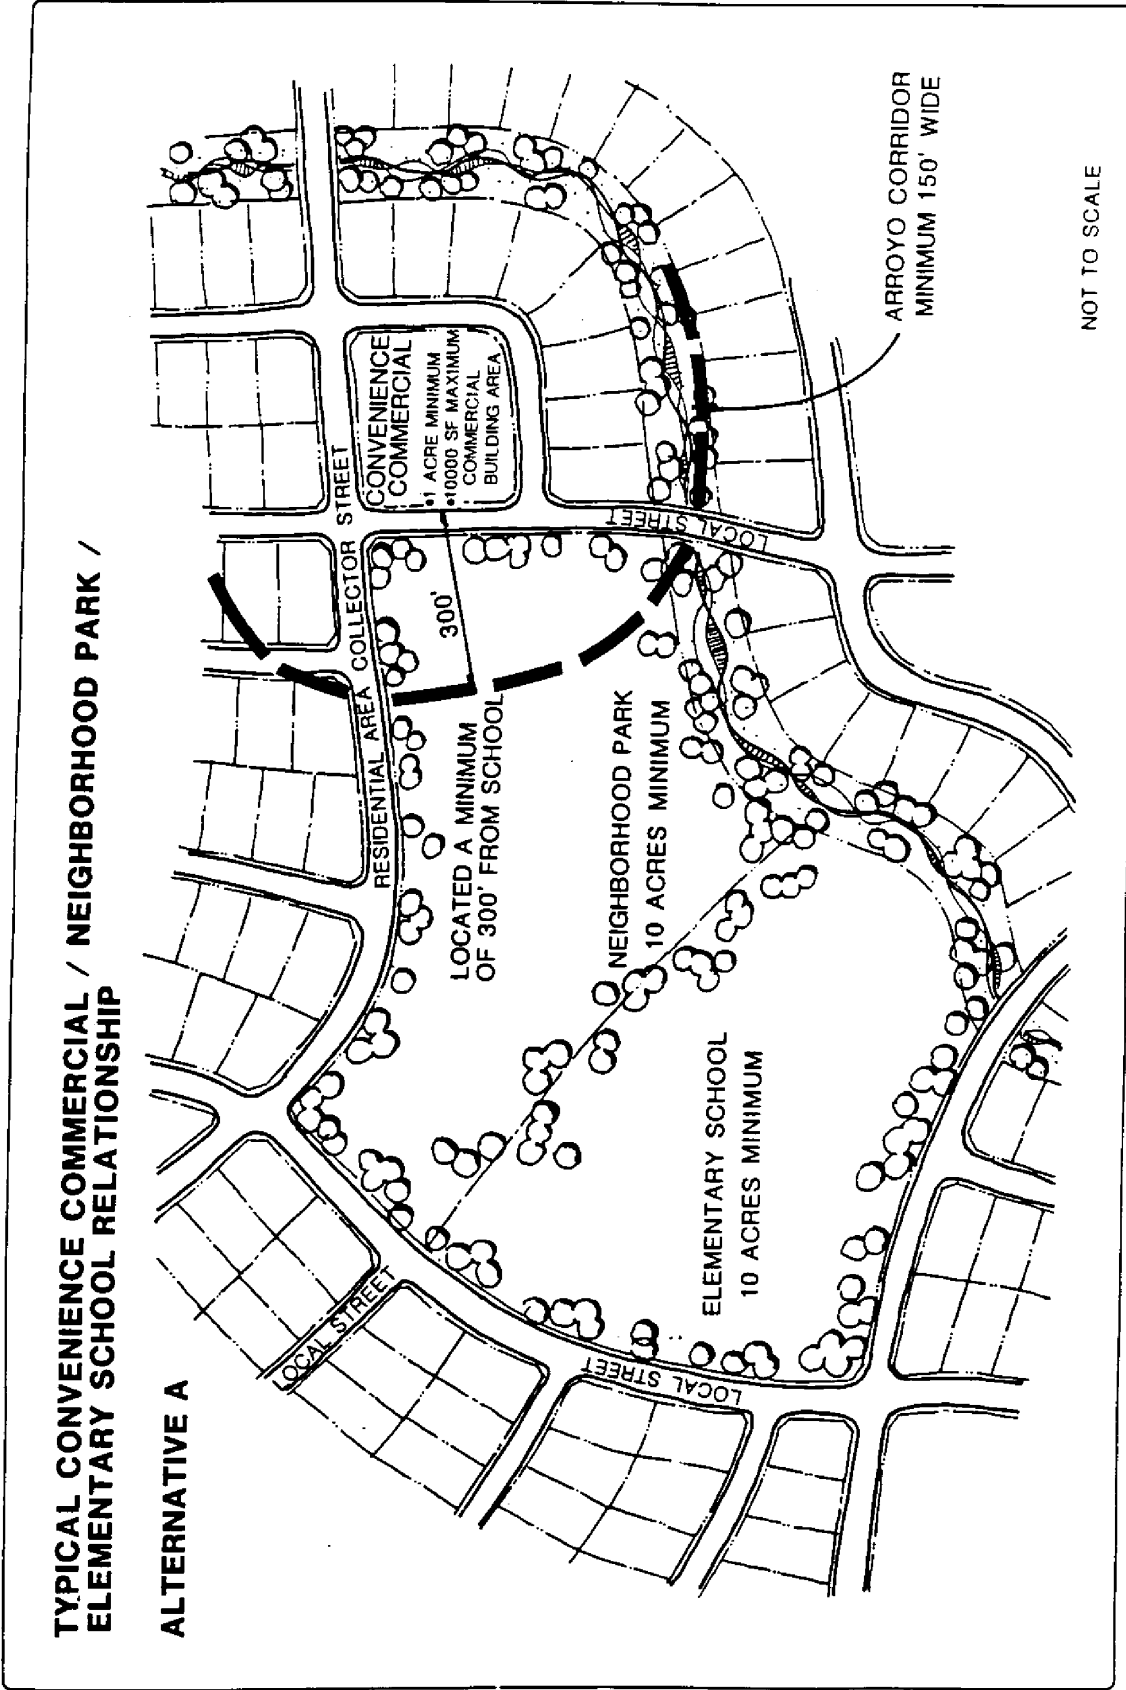 TYPICAL CONVENIENCE COMMERCIAL / NEIGHBORHOOD PARK /
ELEMENTARY SCHOOL RELATIONSHIP
ALTERNATIVE A
RESIDENTIAL AREA COLLECTOR STREET
CONVENIENCE
COMMERCIAL
•1 ACRE MINIMUM
•10000 SF MAXIMUM
COMMERCIAL
BUILDING AREA
300'
LOCATED A MINIMUM
OF 300' FROM SCHOOL
NEIGHBORHOOD PARK
10 ACRES MINIMUM
ELEMENTARY SCHOOL
10 ACRES MINIMUM
LOCAL STREET
LOCAL STREET
LOCAL STREET
LOCAL STREET
ARROYO CORRIDOR
MINIMUM 150' WIDE
NOT TO SCALE